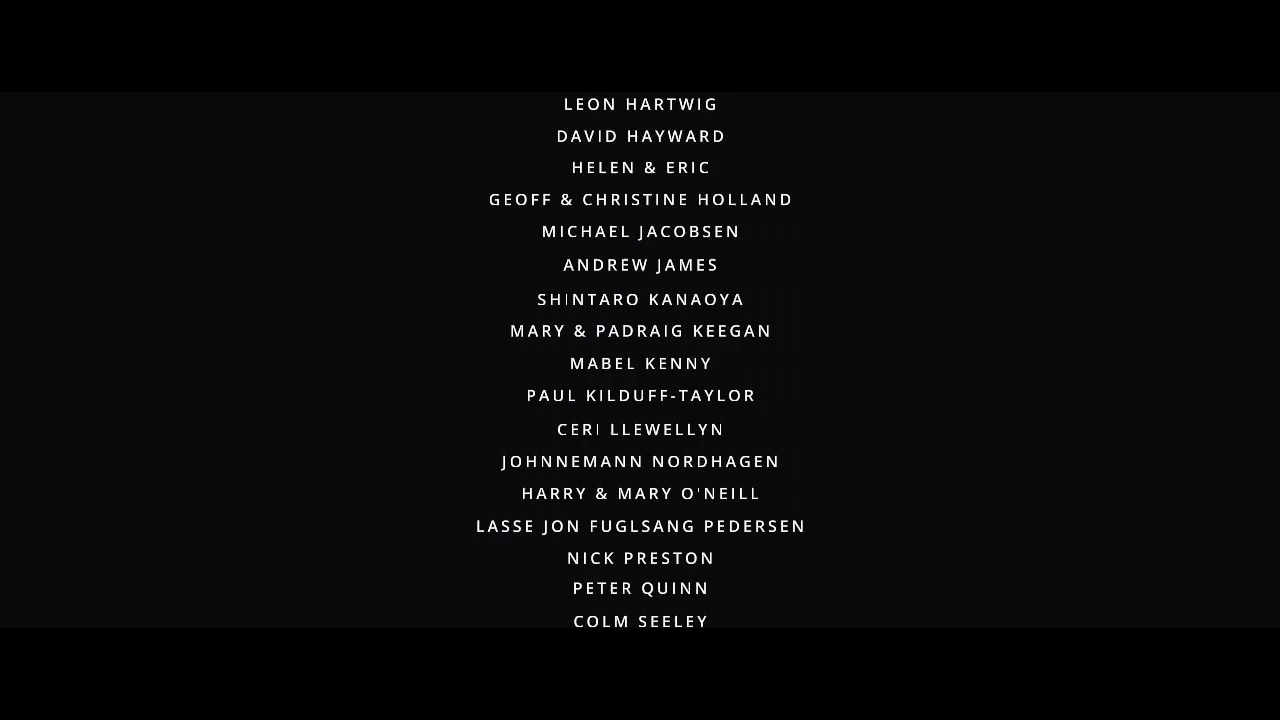 LEON HARTWIG
DAVID HAYWARD
HELEN & ERIC
GEOFF & CHRISTINE HOLLAND
MICHAEL JACOBSEN
ANDREW JAMES
SHINTARO KANAOYA
MARY & PADRAIG KEEGAN
MABEL KENNY
PAUL KILDUFF-TAYLOR
CERI LLEWELLYN
JOHNNEMANN NORDHAGEN
HARRY & MARY O'NEILL
LASSE JON FUGLSANG PEDERSEN
NICK PRESTON
PETER QUINN
COLM SEELEY